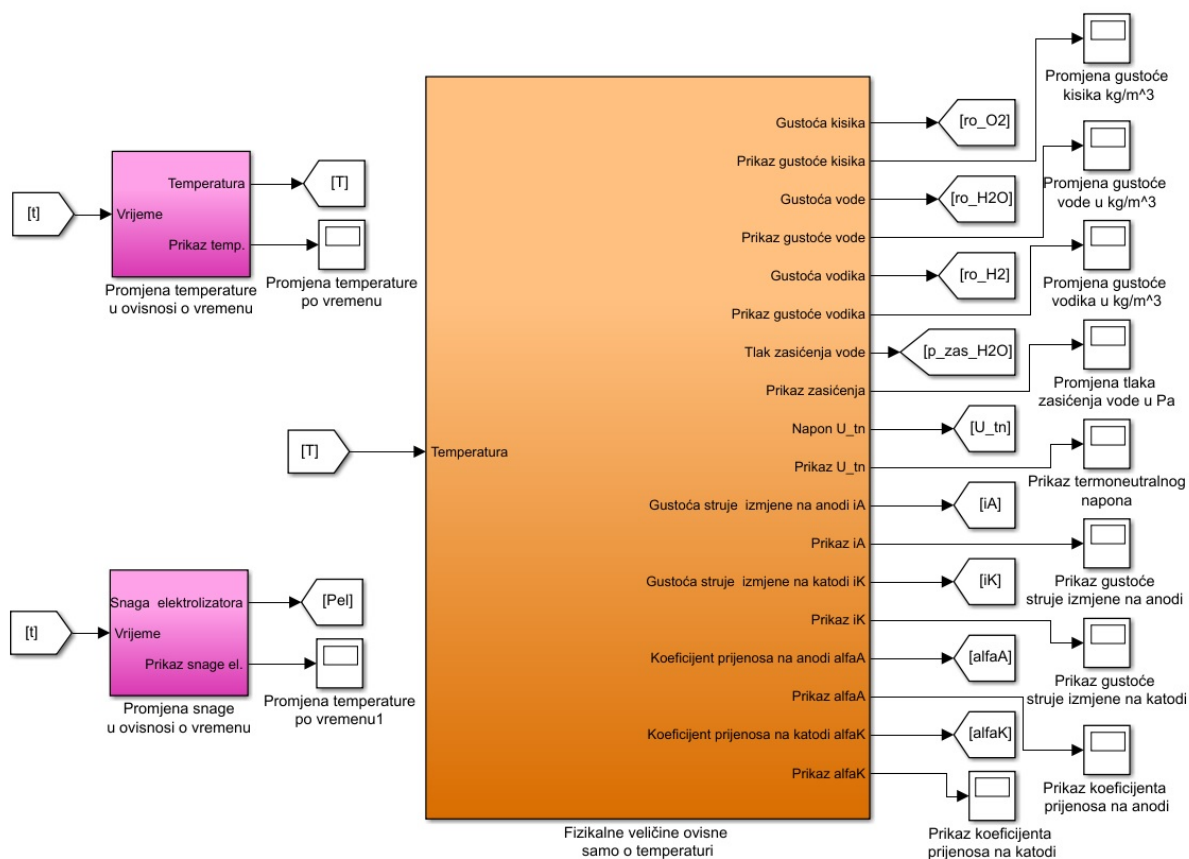 [t]
Vrijeme
Temperatura
Prikaz temp.
Promjena temperature
u ovisnosti o vremenu
[T]
Promjena temperature
po vremenu
[T]
Temperatura
[t]
Snaga elektrolizatora
Vrijeme
Prikaz snage el.
Promjena snage
u ovisnosti o vremenu
[Pel]
Promjena temperature
po vremenu1
Gustoća kisika
Prikaz gustoće kisika
Gustoća vode
Prikaz gustoće vode
Gustoća vodika
Prikaz gustoće vodika
Tlak zasićenja vode
Prikaz zasićenja
Napon U_tn
Prikaz U_tn
Gustoća struje izmjene na anodi iA
Prikaz iA
Gustoća struje izmjene na katodi iK
Prikaz iK
Koeficijent prijenosa na anodi alfaA
Prikaz alfaA
Koeficijent prijenosa na katodi alfaK
Prikaz alfaK
Fizikalne veličine ovisne
samo o temperaturi
[ro_O2]
[ro_H2O]
[ro_H2]
[p_zas_H2O]
[U_tn]
[iA]
[iK]
[alfaA]
[alfaK]
Promjena gustoće
kisika kg/m^3
Promjena gustoće
vode u kg/m^3
Promjena gustoće
vodika u kg/m^3
Promjena tlaka
zasićenja vode u Pa
Prikaz termoneutralnog
napona
Prikaz gustoće
struje izmjene na anodi
Prikaz gustoće
struje izmjene na katodi
Prikaz koeficijenta
prijenosa na anodi
Prikaz koeficijenta
prijenosa na katodi